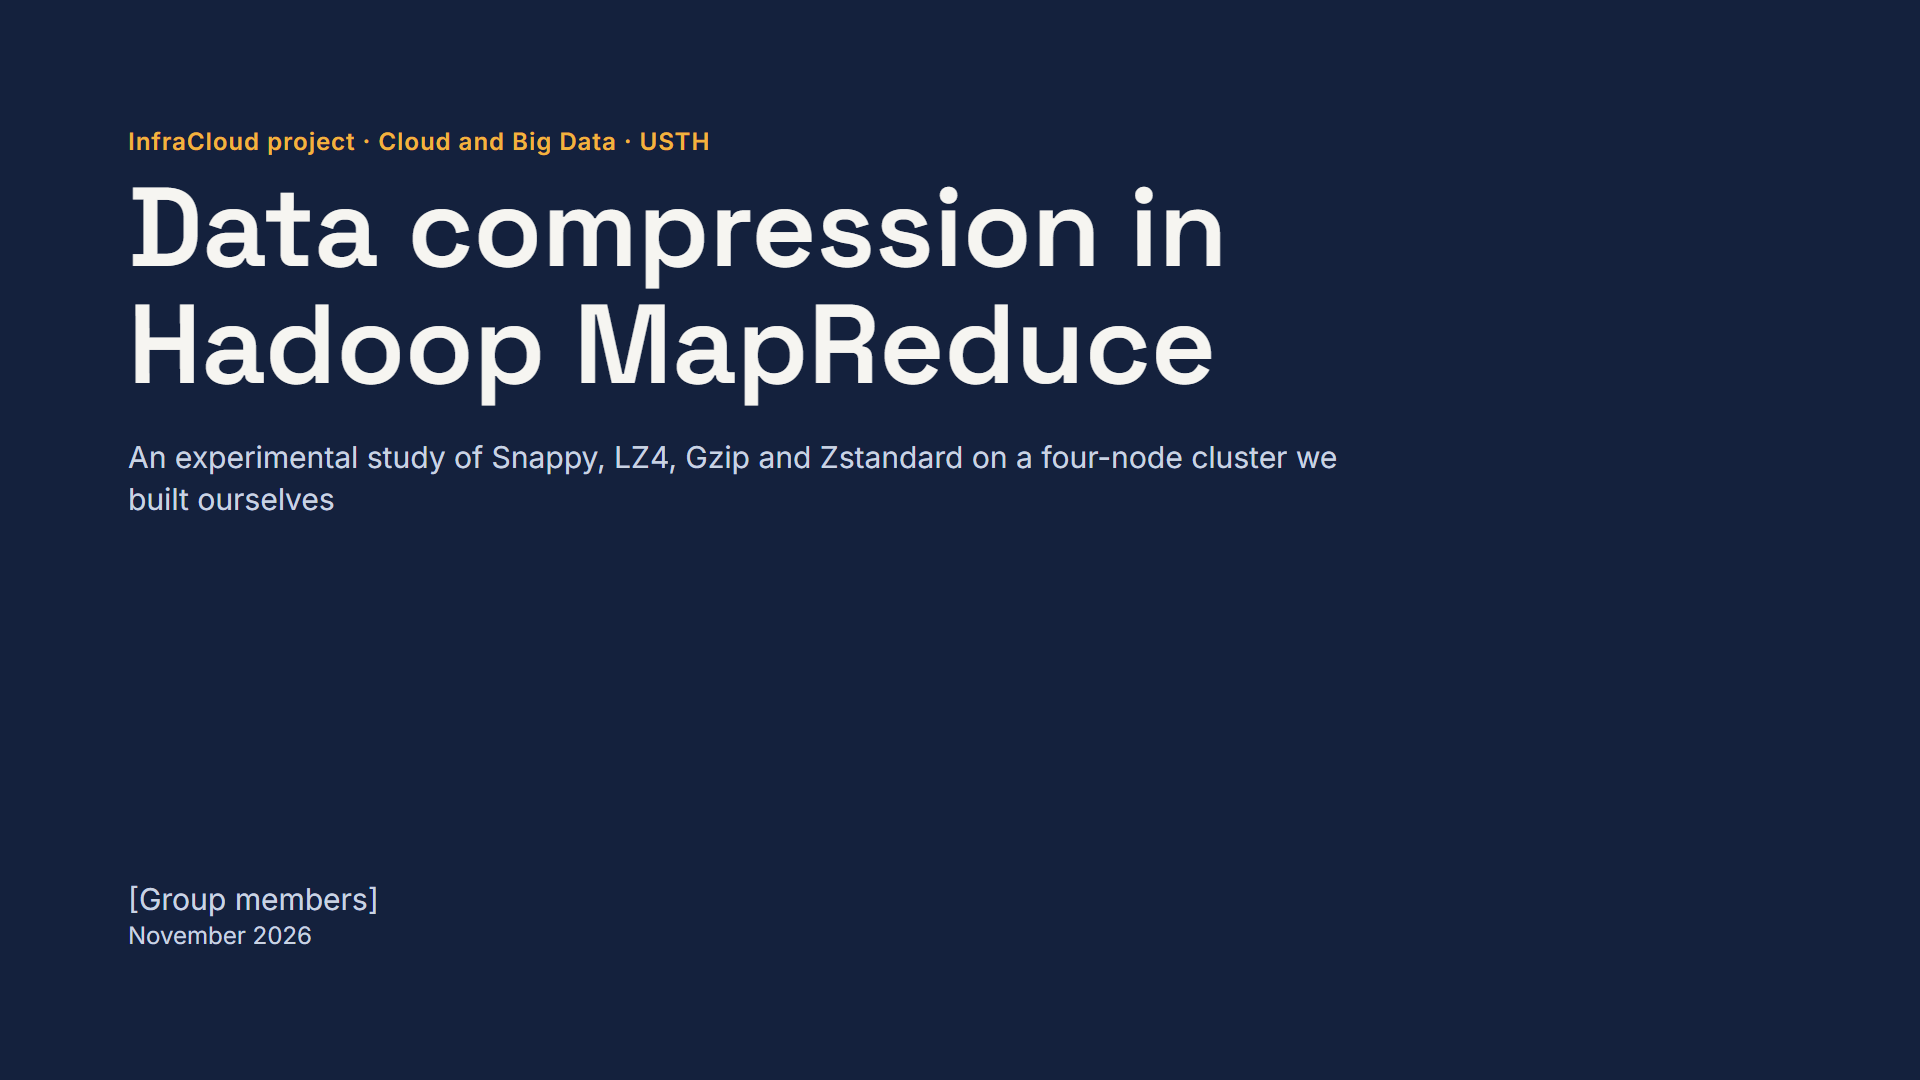 InfraCloud project · Cloud and Big Data · USTH
Data compression in
Hadoop MapReduce
An experimental study of Snappy, LZ4, Gzip and Zstandard on a four-node cluster we
built ourselves
[Group members]
November 2026